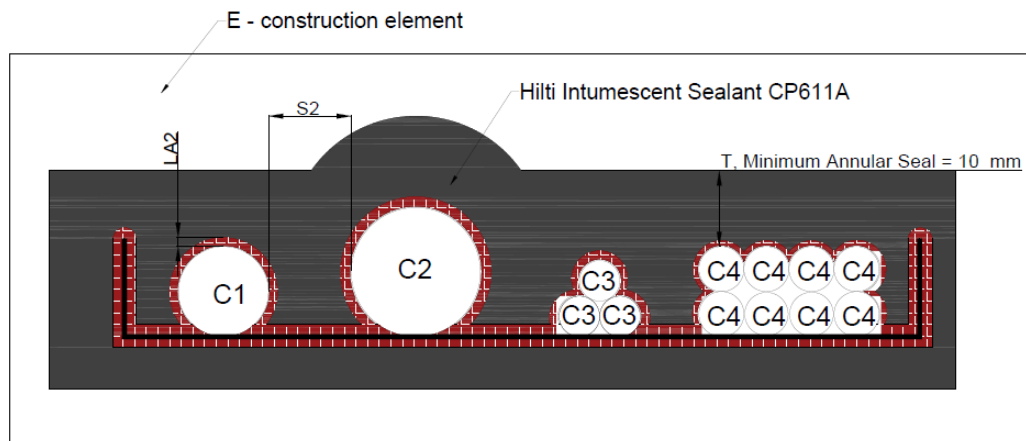 E - construction element
Hilti Intumescent Sealant CP611A
S2
LA2
T, Minimum Annular Seal = 10 mm
C1
C2
C3
C3 C3
C4 C4 C4 C4
C4 C4 C4 C4